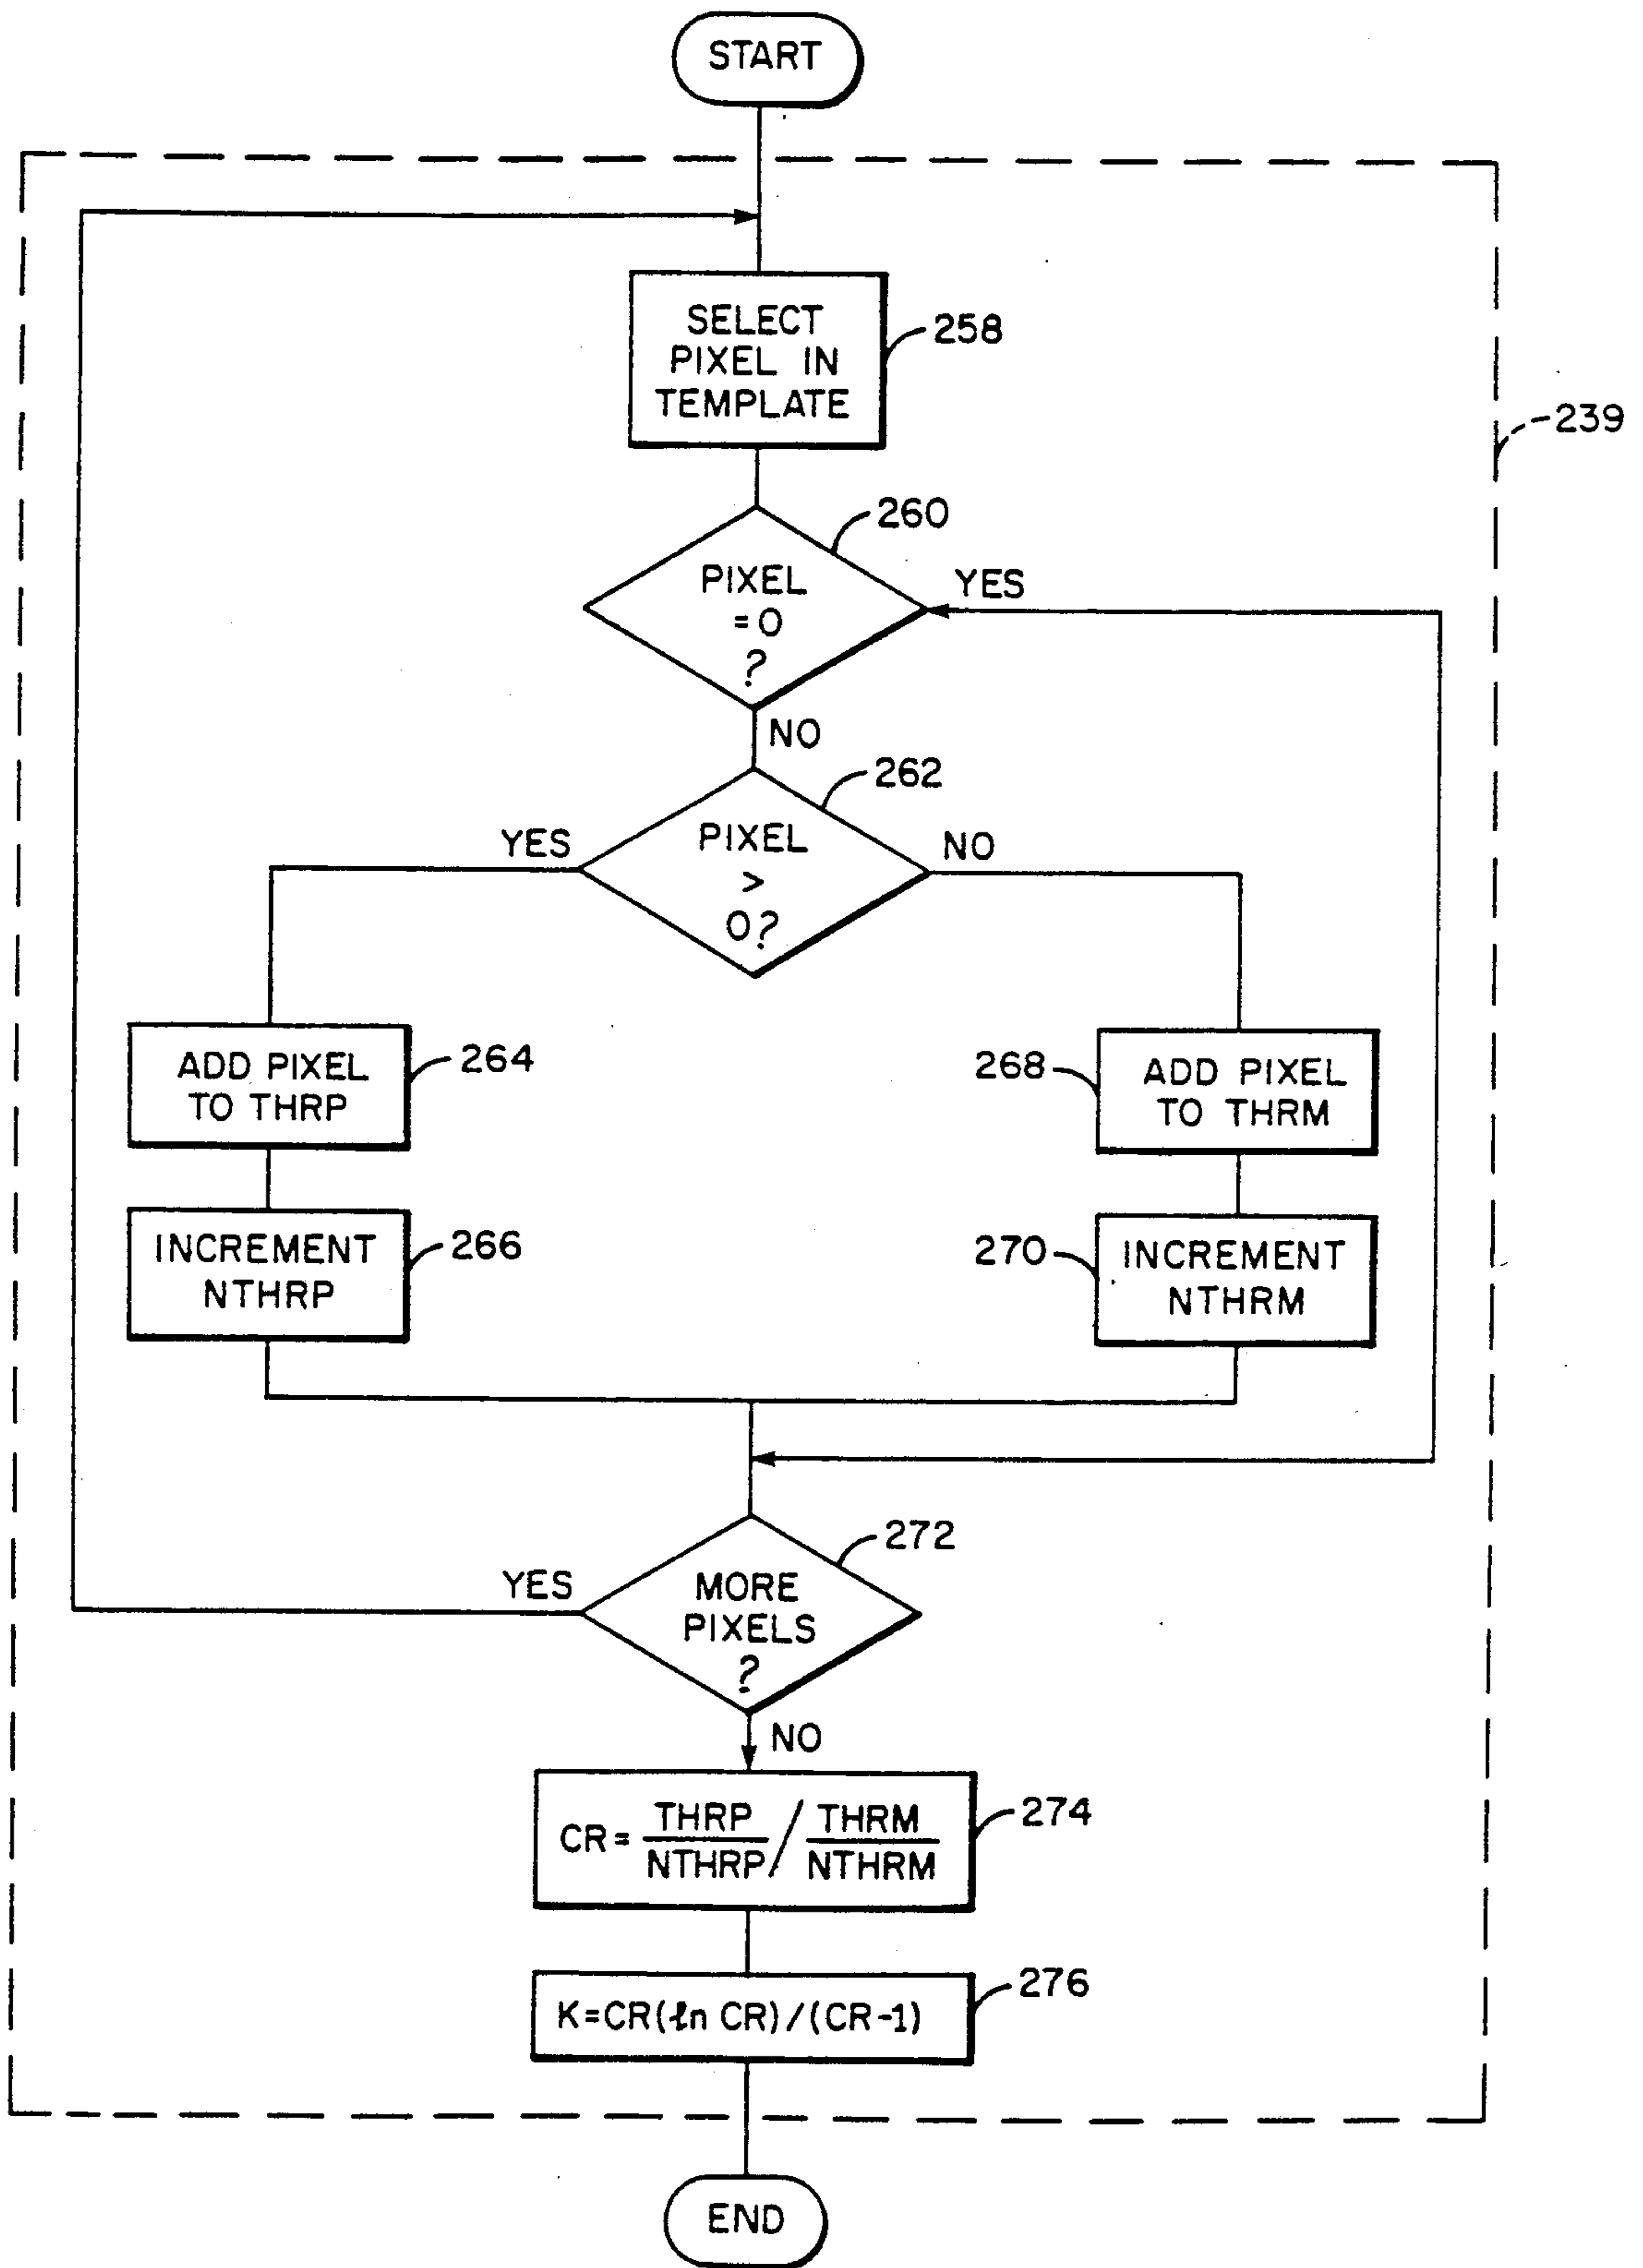 START
SELECT
PIXEL IN
TEMPLATE
258
239
260
PIXEL
=0
?
YES
NO
262
PIXEL
>
0?
YES
NO
ADD PIXEL
TO THRP
264
268
ADD PIXEL
TO THRM
INCREMENT
NTHRP
266
270
INCREMENT
NTHRM
272
MORE
PIXELS
?
YES
NO
CR = THRP/NTHRP / THRM/NTHRM
274
K=CR(ln CR)/(CR-1)
276
END